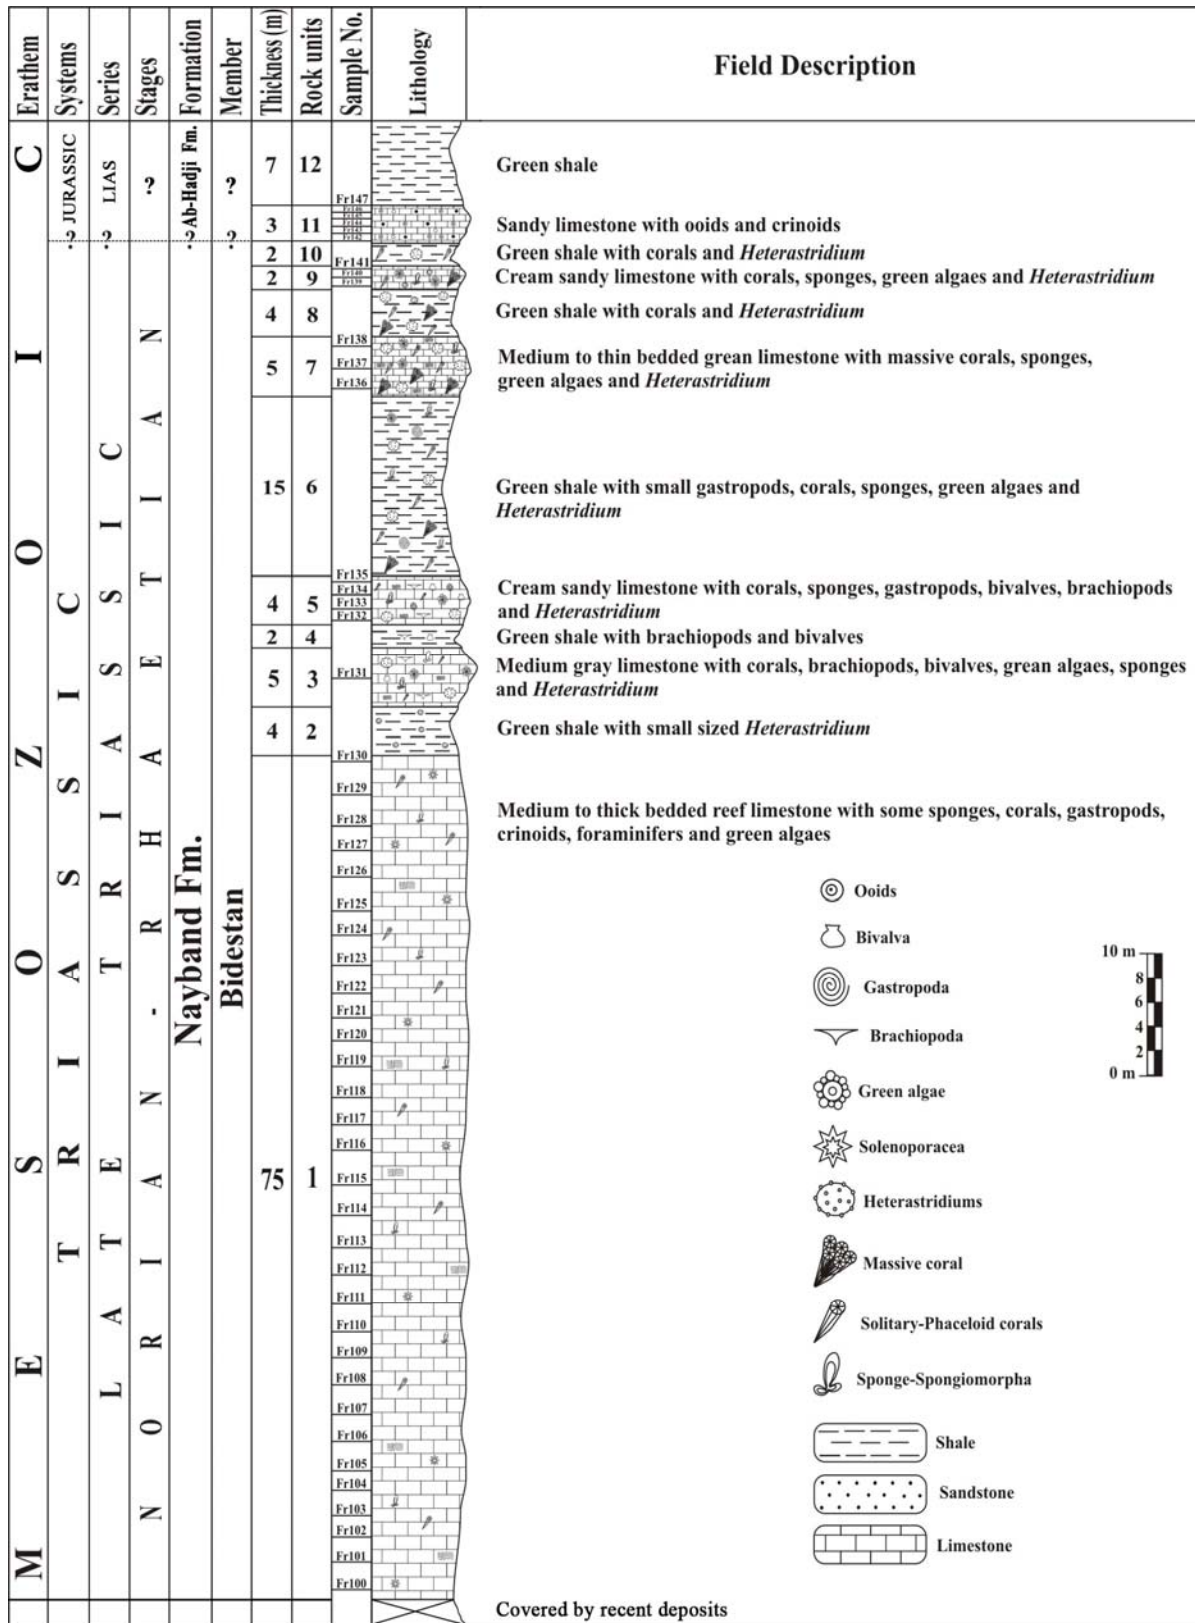 Erathem
Systems
Series
Stages
Formation
Member
Thickness (m)
Rock units
Sample No.
Lithology
Field Description
MESOZOIC
JURASSIC
?
TRIASSIC
LIAS
?
LATE TRIASSIC
?
NORIAN - RHAETIAN
Ab-Hadji Fm.
?
Nayband Fm.
?
?
Bidestan
7 12 Green shale
Fr147
Fr146
Fr145
Fr144
Fr143
Fr142
3 11 Sandy limestone with ooids and crinoids
2 10 Green shale with corals and Heterastridium
Fr141
2 9 Cream sandy limestone with corals, sponges, green algaes and Heterastridium
Fr140
Fr139
4 8 Green shale with corals and Heterastridium
Fr138
5 7 Medium to thin bedded grean limestone with massive corals, sponges,
green algaes and Heterastridium
Fr137
Fr136
15 6 Green shale with small gastropods, corals, sponges, green algaes and
Heterastridium
Fr135
4 5 Cream sandy limestone with corals, sponges, gastropods, bivalves, brachiopods
and Heterastridium
Fr134
Fr133
Fr132
2 4 Green shale with brachiopods and bivalves
5 3 Medium gray limestone with corals, brachiopods, bivalves, grean algaes, sponges
and Heterastridium
Fr131
4 2 Green shale with small sized Heterastridium
Fr130
75 1 Medium to thick bedded reef limestone with some sponges, corals, gastropods,
crinoids, foraminifers and green algaes
Fr129
Fr128
Fr127
Fr126
Fr125
Fr124
Fr123
Fr122
Fr121
Fr120
Fr119
Fr118
Fr117
Fr116
Fr115
Fr114
Fr113
Fr112
Fr111
Fr110
Fr109
Fr108
Fr107
Fr106
Fr105
Fr104
Fr103
Fr102
Fr101
Fr100
Covered by recent deposits
Ooids
Bivalva
Gastropoda
Brachiopoda
Green algae
Solenoporacea
Heterastridiums
Massive coral
Solitary-Phaceloid corals
Sponge-Spongiomorpha
Shale
Sandstone
Limestone
10 m
8
6
4
2
0 m